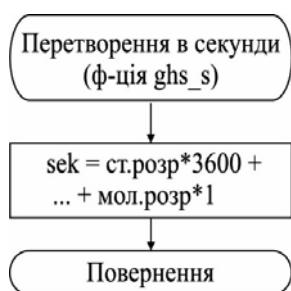 Перетворення в секунди
(ф-ція ghs_s)
sek = ст.розр*3600 +
... + мол.розр*1
Повернення